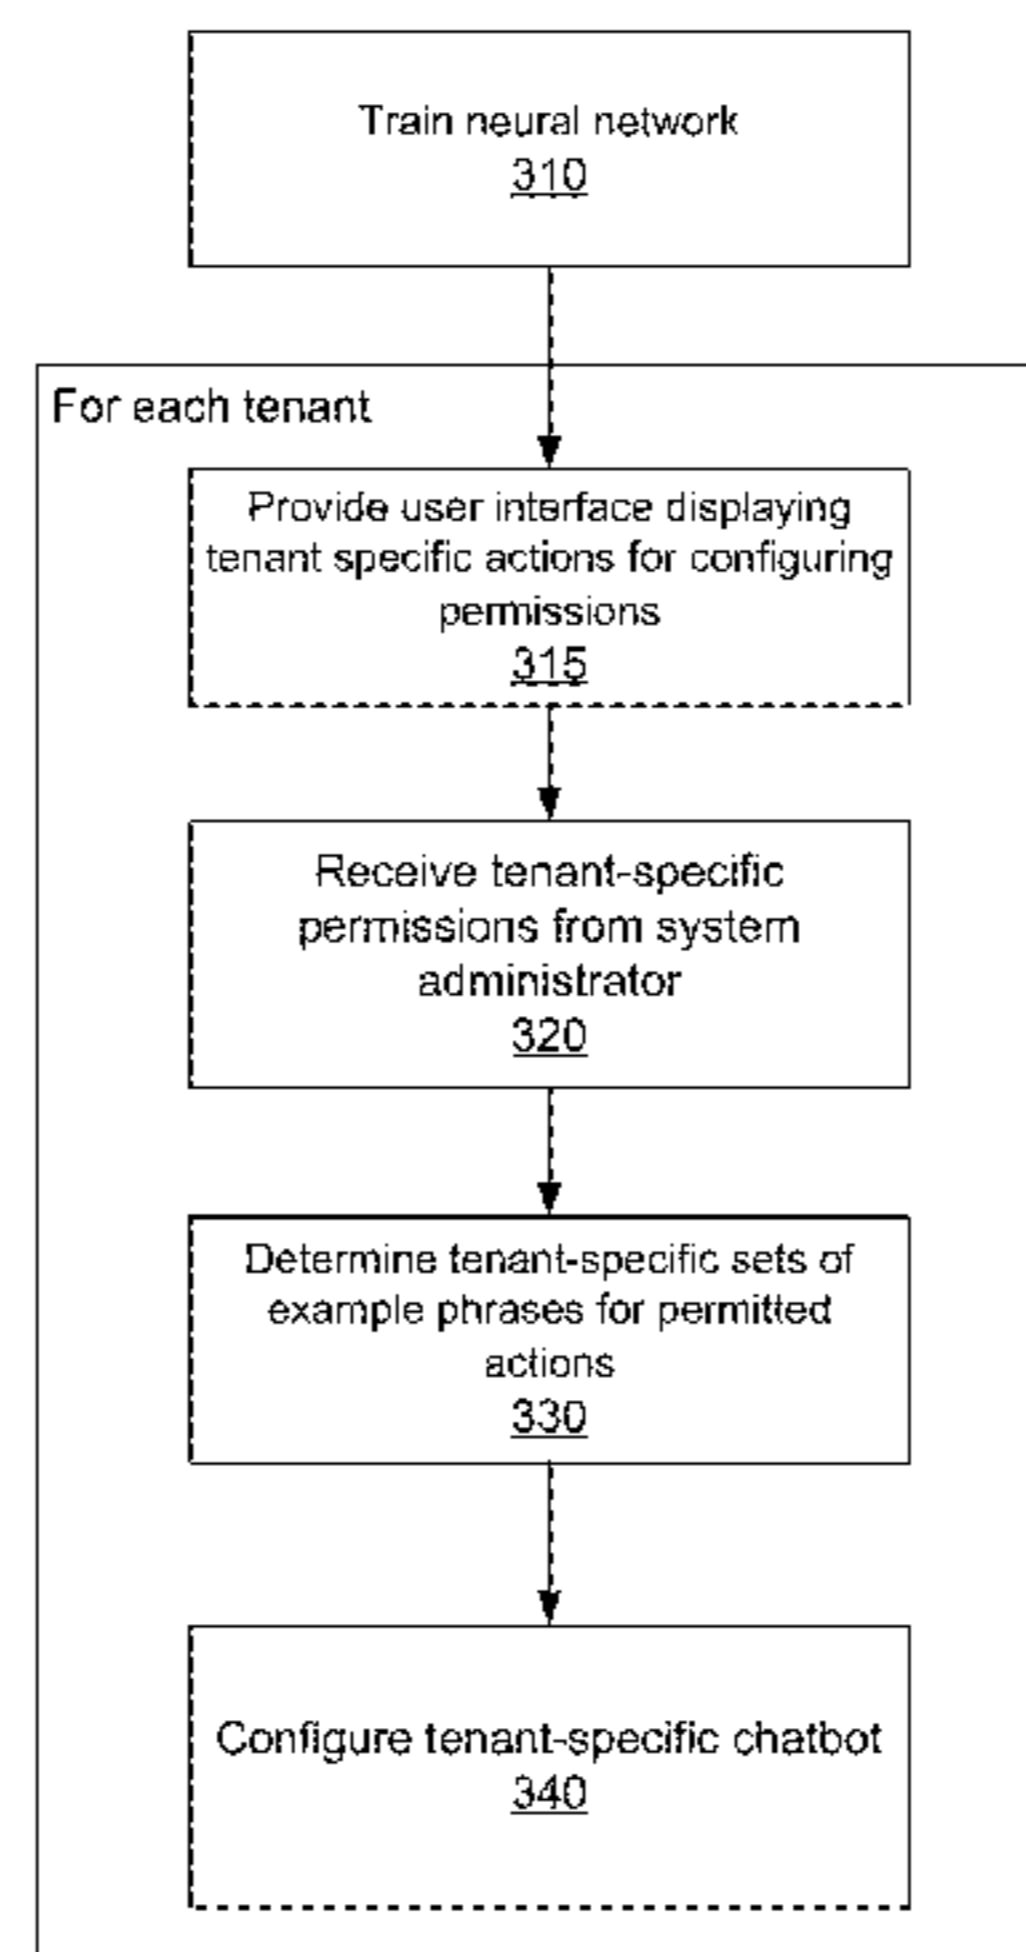 Train neural network
310
For each tenant
Provide user interface displaying
tenant specific actions for configuring
permissions
315
Receive tenant-specific
permissions from system
administrator
320
Determine tenant-specific sets of
example phrases for permitted
actions
330
Configure tenant-specific chatbot
340